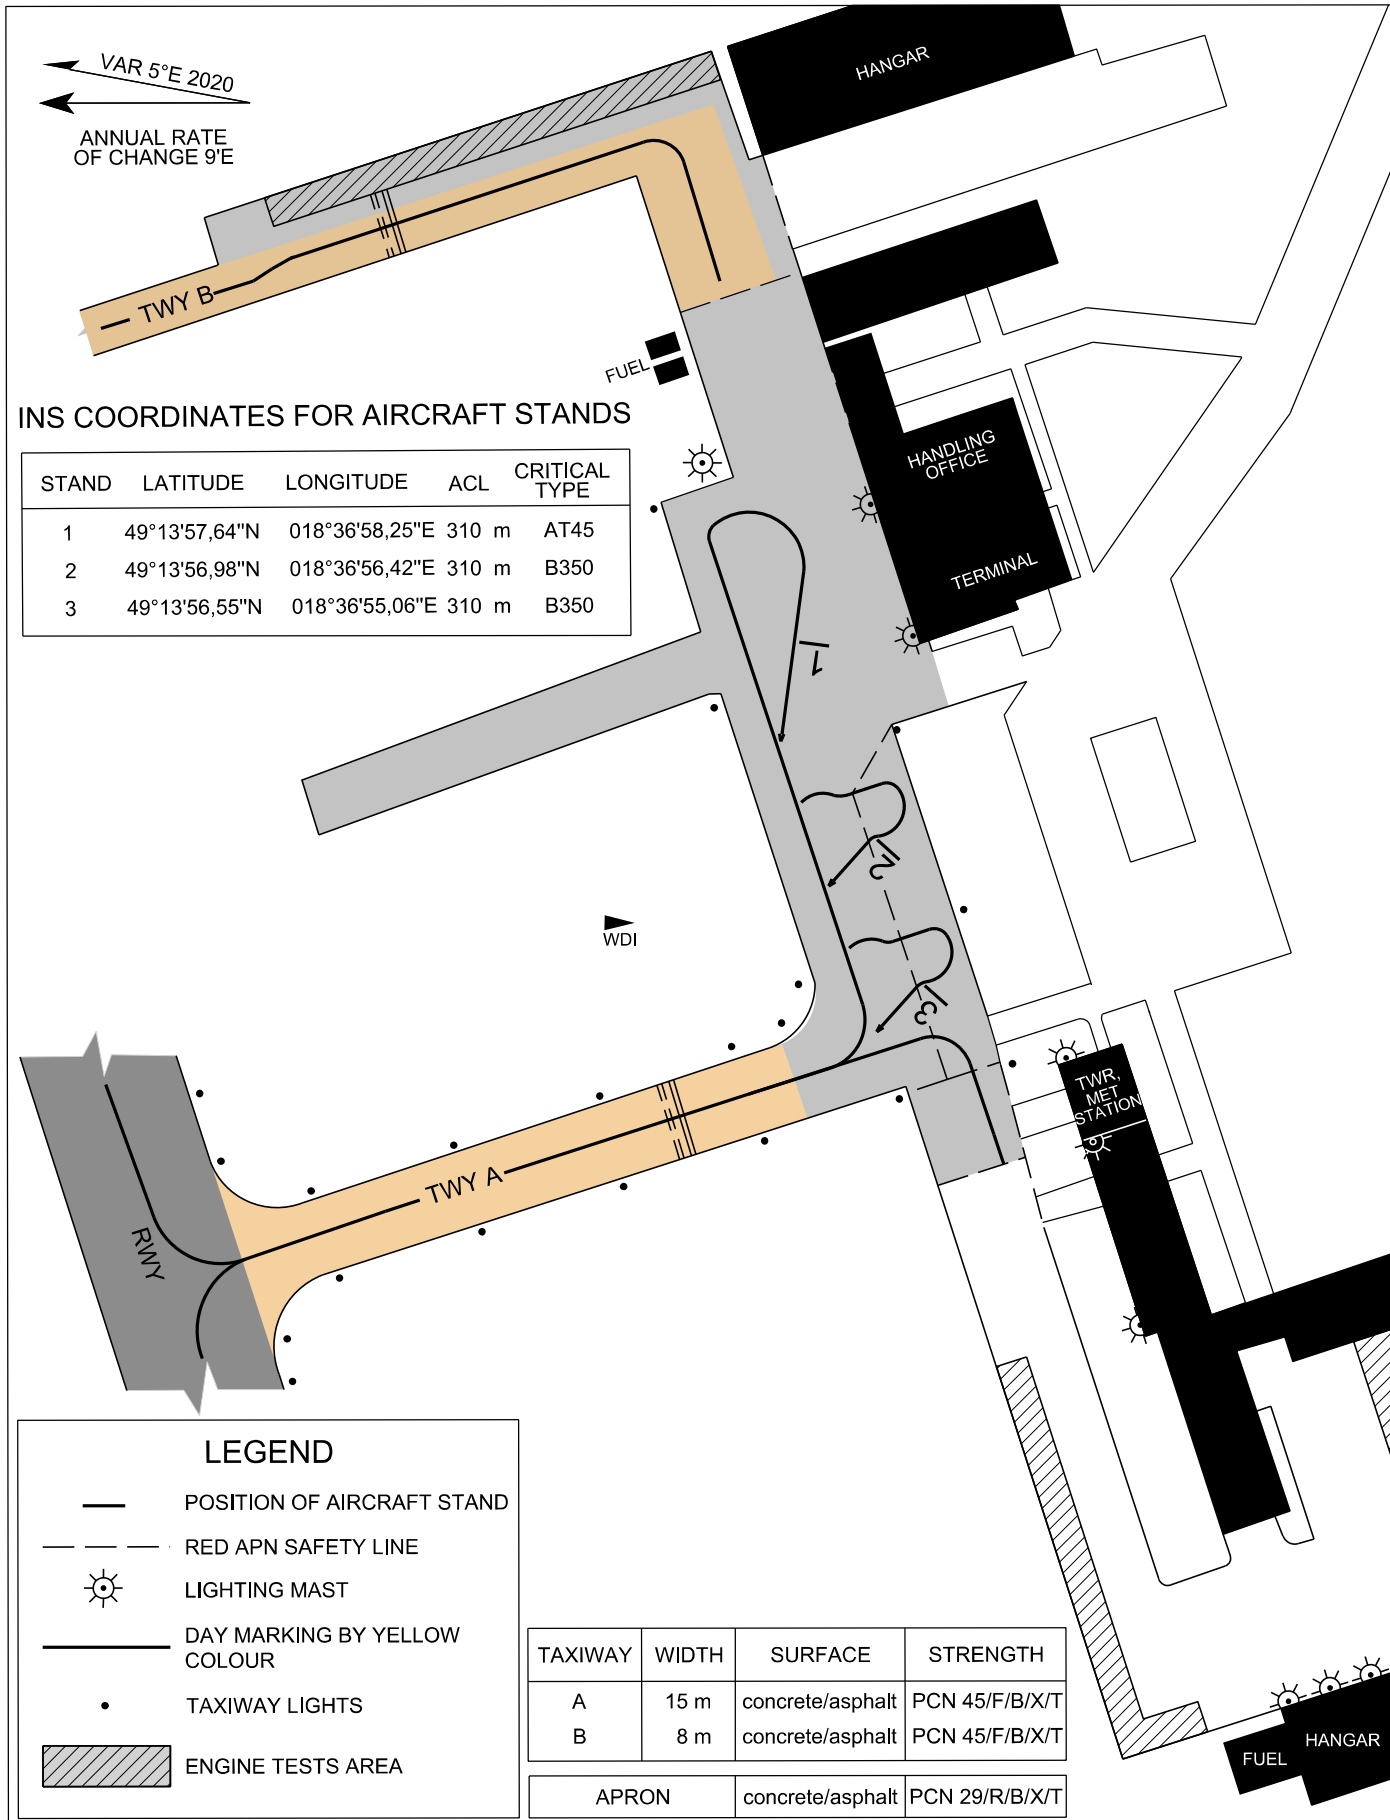 HANGAR
VAR 5°E 2020
ANNUAL RATE
OF CHANGE 9'E
TWY B
FUEL
INS COORDINATES FOR AIRCRAFT STANDS
STAND LATITUDE LONGITUDE ACL CRITICAL TYPE
1 49°13'57,64"N 018°36'58,25"E 310 m AT45
2 49°13'56,98"N 018°36'56,42"E 310 m B350
3 49°13'56,55"N 018°36'55,06"E 310 m B350
HANDLING
OFFICE
TERMINAL
1
2
WDI
3
TWR,
MET
STATION
TWY A
RWY
LEGEND
POSITION OF AIRCRAFT STAND
RED APN SAFETY LINE
LIGHTING MAST
DAY MARKING BY YELLOW
COLOUR
TAXIWAY LIGHTS
ENGINE TESTS AREA
TAXIWAY WIDTH SURFACE STRENGTH
A 15 m concrete/asphalt PCN 45/F/B/X/T
B 8 m concrete/asphalt PCN 45/F/B/X/T
APRON concrete/asphalt PCN 29/R/B/X/T
FUEL
HANGAR